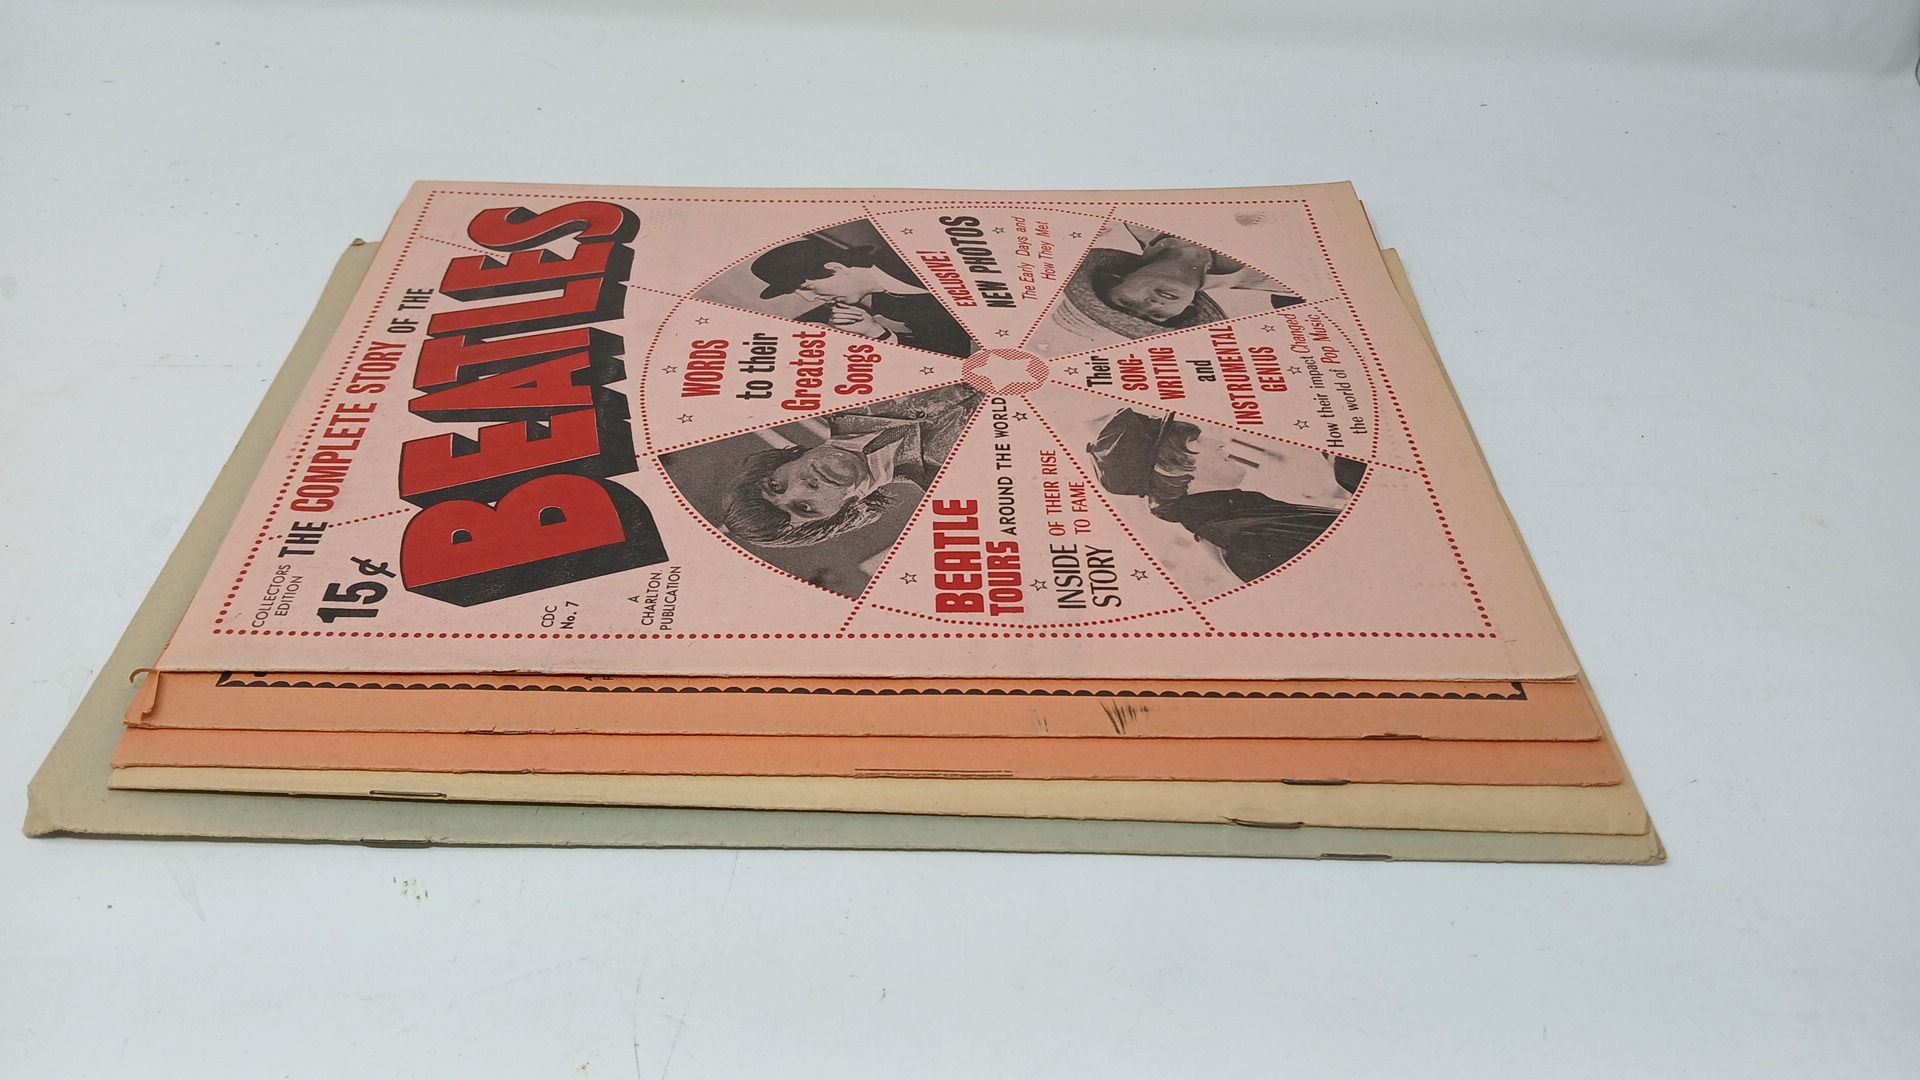 COLLECTORS
EDITION
THE COMPLETE STORY OF THE
15¢
BEATLES
CDC
No. 7
A
CHARLTON
PUBLICATION
WORDS
to their
Greatest
Songs
EXCLUSIVE!
NEW PHOTOS
The Early Days and
How They Met!
BEATLE
TOURS AROUND THE WORLD
INSIDE OF THEIR RISE
STORY TO FAME
Their
SONG-
WRITING
and
INSTRUMENTAL
GENIUS
How their impact Changed
the world of Pop Music.